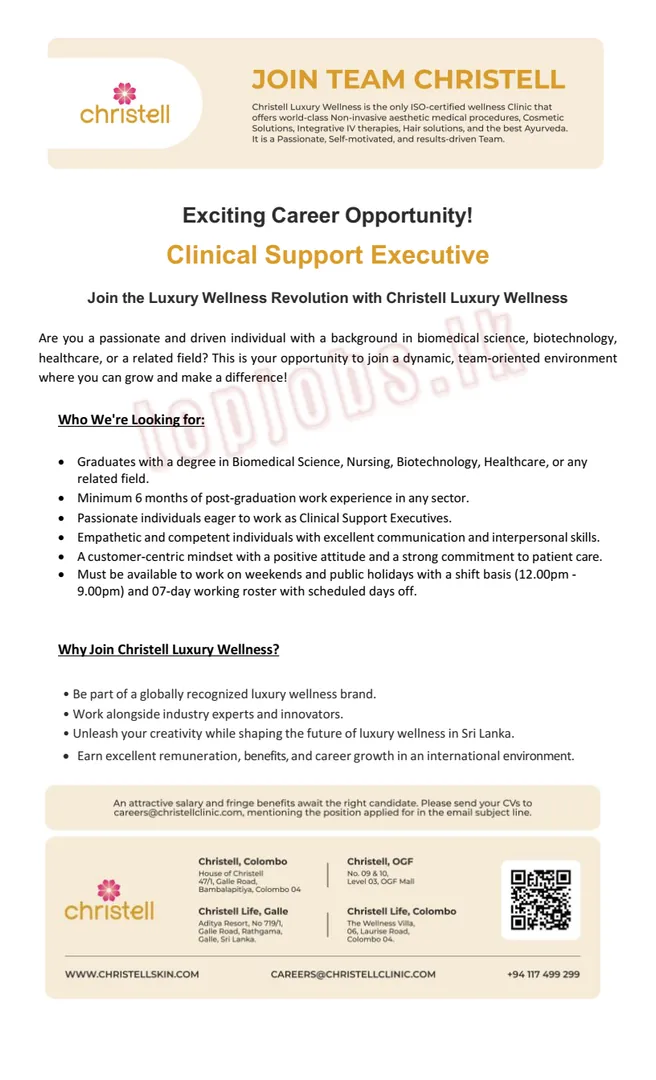 christell
JOIN TEAM CHRISTELL
Christell Luxury Wellness is the only ISO-certified wellness Clinic that
offers world-class Non-invasive aesthetic medical procedures, Cosmetic
Solutions, Integrative IV therapies, Hair solutions, and the best Ayurveda.
It is a Passionate, Self-motivated, and results-driven Team.
Exciting Career Opportunity!
Clinical Support Executive
Join the Luxury Wellness Revolution with Christell Luxury Wellness
Are you a passionate and driven individual with a background in biomedical science, biotechnology,
healthcare, or a related field? This is your opportunity to join a dynamic, team-oriented environment
where you can grow and make a difference!
topjobs.lk
Who We're Looking for:
• Graduates with a degree in Biomedical Science, Nursing, Biotechnology, Healthcare, or any
related field.
• Minimum 6 months of post-graduation work experience in any sector.
• Passionate individuals eager to work as Clinical Support Executives.
• Empathetic and competent individuals with excellent communication and interpersonal skills.
• A customer-centric mindset with a positive attitude and a strong commitment to patient care.
• Must be available to work on weekends and public holidays with a shift basis (12.00pm -
9.00pm) and 07-day working roster with scheduled days off.
Why Join Christell Luxury Wellness?
• Be part of a globally recognized luxury wellness brand.
• Work alongside industry experts and innovators.
• Unleash your creativity while shaping the future of luxury wellness in Sri Lanka.
• Earn excellent remuneration, benefits, and career growth in an international environment.
An attractive salary and fringe benefits await the right candidate. Please send your CVs to
careers@christellclinic.com, mentioning the position applied for in the email subject line.
christell
Christell, Colombo
House of Christell
47/1, Galle Road,
Bambalapitiya, Colombo 04
Christell, OGF
No. 09 & 10,
Level 03, OGF Mall
Christell Life, Galle
Aditya Resort, No 719/1,
Galle Road, Rathgama,
Galle, Sri Lanka.
Christell Life, Colombo
The Wellness Villa,
06, Laurise Road,
Colombo 04.
WWW.CHRISTELLSKIN.COM
CAREERS@CHRISTELLCLINIC.COM
+94 117 499 299